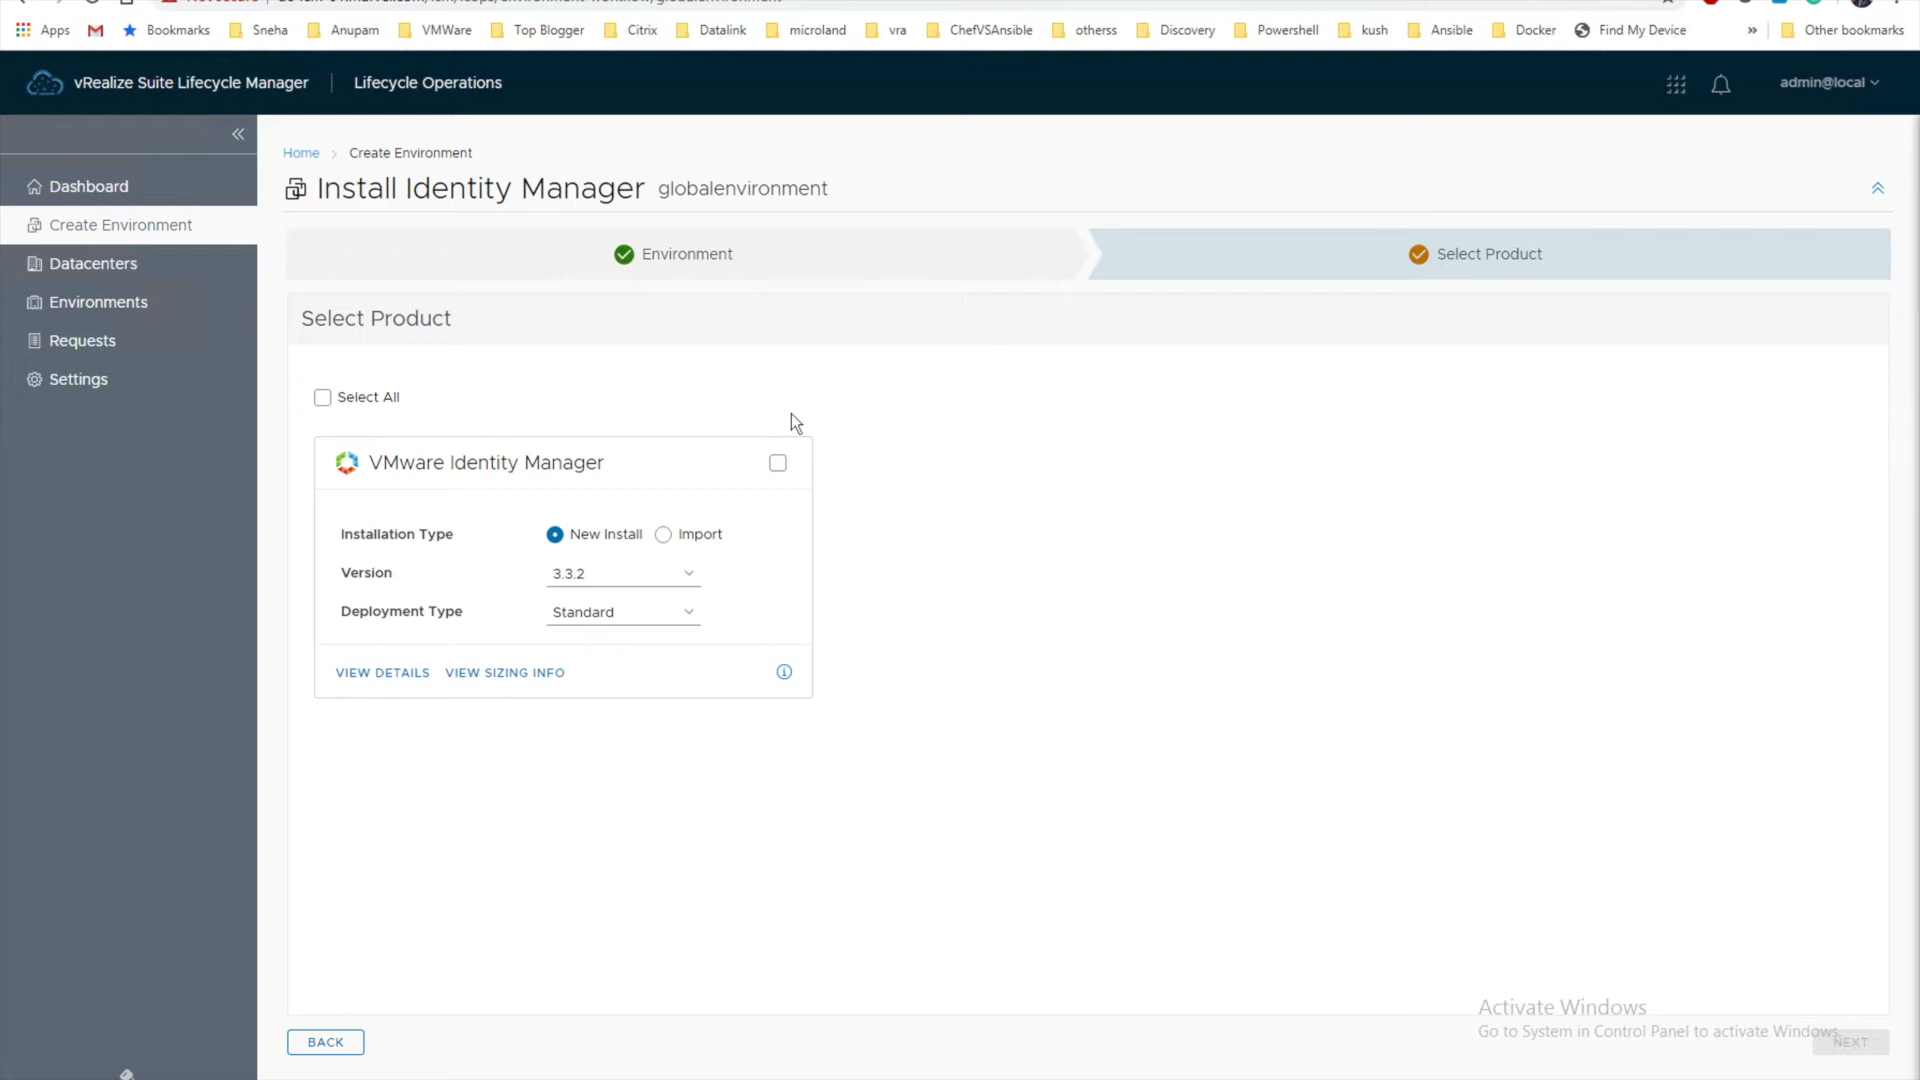 Apps Bookmarks Sneha Anupam VMWare Top Blogger Citrix Datalink microland vra ChefVSAnsible otherss Discovery Powershell kush Ansible Docker Find My Device » Other bookmarks
vRealize Suite Lifecycle Manager Lifecycle Operations admin@local
Home > Create Environment
Install Identity Manager globalenvironment
Dashboard
Create Environment
Datacenters
Environments
Requests
Settings
Environment
Select Product
Select Product
Select All
VMware Identity Manager
Installation Type New Install Import
Version 3.3.2
Deployment Type Standard
VIEW DETAILS VIEW SIZING INFO
Activate Windows
Go to System in Control Panel to activate Windows.
BACK
NEXT